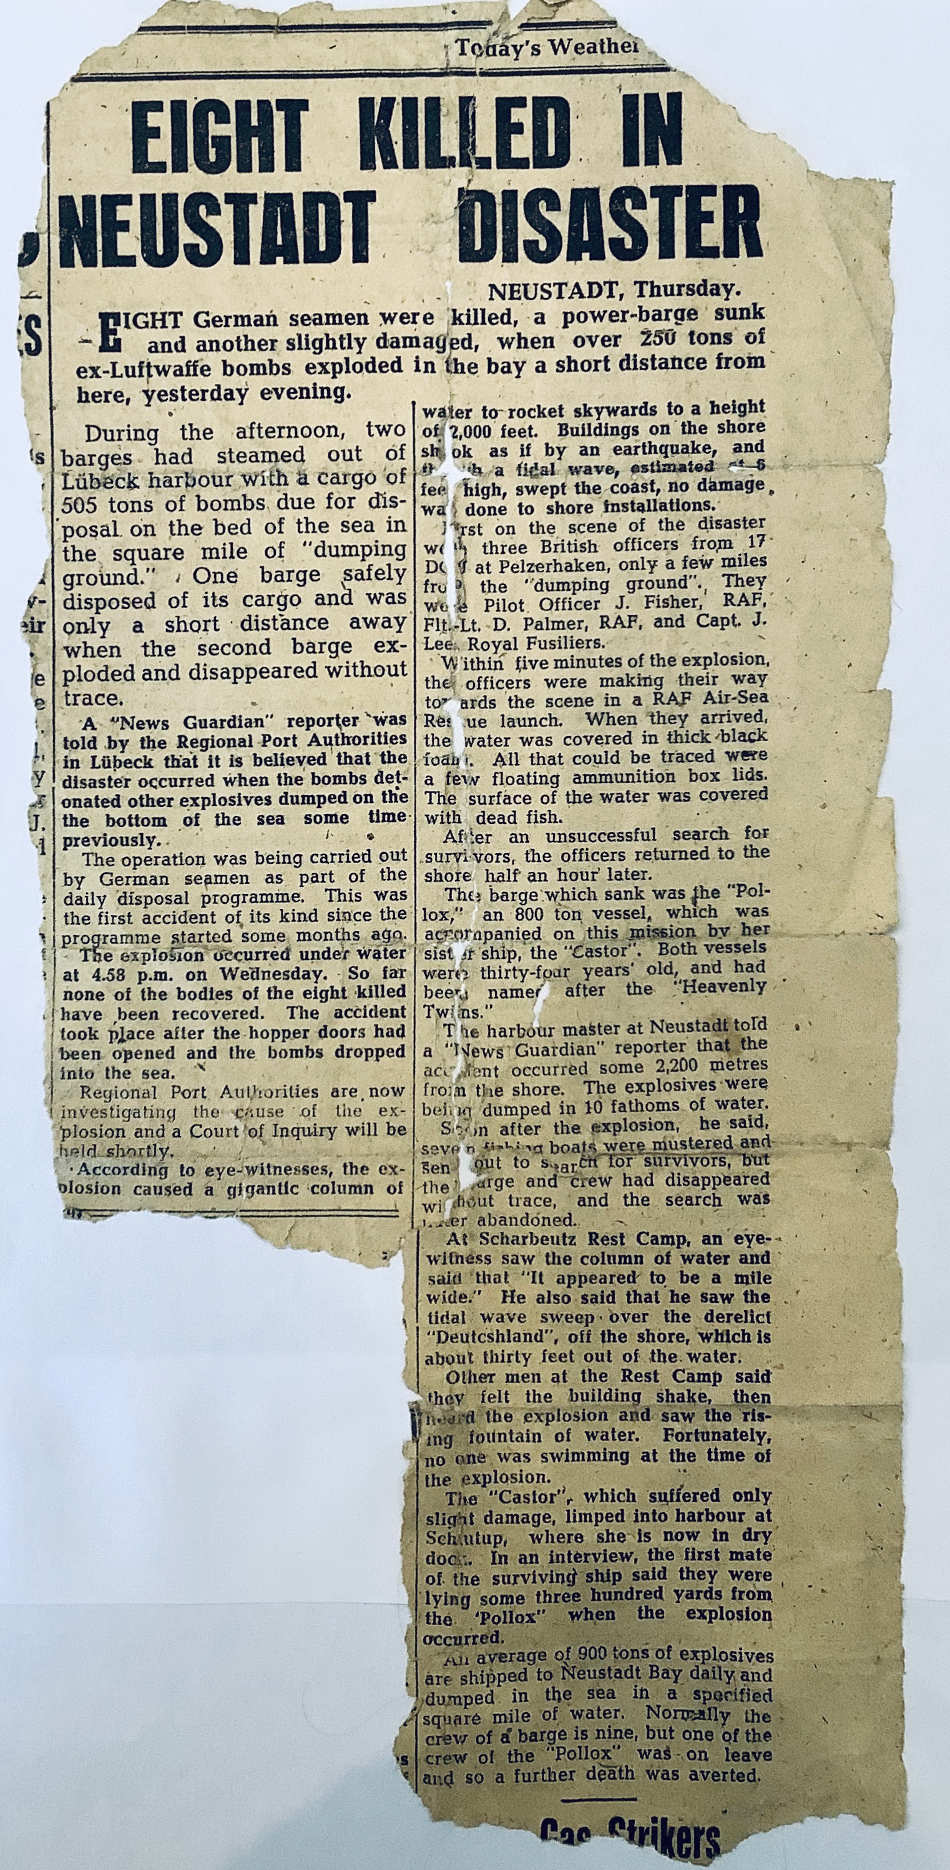 Today's Weather
EIGHT KILLED IN
NEUSTADT DISASTER
NEUSTADT, Thursday.
EIGHT German seamen were killed, a power-barge sunk
and another slightly damaged, when over 250 tons of
ex-Luftwaffe bombs exploded in the bay a short distance from
here, yesterday evening.
During the afternoon, two
barges had steamed out of
Lübeck harbour with a cargo of
505 tons of bombs due for dis-
posal on the bed of the sea in
the square mile of "dumping
ground." One barge safely
disposed of its cargo and was
only a short distance away
when the second barge ex-
ploded and disappeared without
trace.
A "News Guardian" reporter was
told by the Regional Port Authorities
in Lübeck that it is believed that the
disaster occurred when the bombs det-
onated other explosives dumped on the
the bottom of the sea some time
previously.
The operation was being carried out
by German seamen as part of the
daily disposal programme. This was
the first accident of its kind since the
programme started some months ago.
The explosion occurred under water
at 4.58 p.m. on Wednesday. So far
none of the bodies of the eight killed
have been recovered. The accident
took place after the hopper doors had
been opened and the bombs dropped
into the sea.
Regional Port Authorities are now
investigating the cause of the ex-
plosion and a Court of Inquiry will be
held shortly.
According to eye-witnesses, the ex-
plosion caused a gigantic column of
water to rocket skywards to a height
of 2,000 feet. Buildings on the shore
shook as if by an earthquake, and
though a tidal wave, estimated at 6
feet high, swept the coast, no damage
was done to shore installations.
First on the scene of the disaster
were three British officers from 17
at Pelzerhaken, only a few miles
from the "dumping ground". They
were Pilot Officer J. Fisher, RAF,
Flt.-Lt. D. Palmer, RAF, and Capt. J.
Lee, Royal Fusiliers.
Within five minutes of the explosion,
the officers were making their way
towards the scene in a RAF Air-Sea
Rescue launch. When they arrived,
the water was covered in thick black
foam. All that could be traced were
a few floating ammunition box lids.
The surface of the water was covered
with dead fish.
After an unsuccessful search for
survivors, the officers returned to the
shore half an hour later.
The barge which sank was the "Pol-
lox," an 800 ton vessel, which was
accompanied on this mission by her
sister ship, the "Castor". Both vessels
were thirty-four years' old, and had
been named after the "Heavenly
Twins."
The harbour master at Neustadt told
a "News Guardian" reporter that the
accident occurred some 2,200 metres
from the shore. The explosives were
being dumped in 10 fathoms of water.
Soon after the explosion, he said,
seven fishing boats were mustered and
sent out to search for survivors, but
the barge and crew had disappeared
without trace, and the search was
later abandoned.
At Scharbeutz Rest Camp, an eye-
witness saw the column of water and
said that "It appeared to be a mile
wide." He also said that he saw the
tidal wave sweep over the derelict
"Deutcshland", off the shore, which is
about thirty feet out of the water.
Other men at the Rest Camp said
they felt the building shake, then
heard the explosion and saw the ris-
ing fountain of water. Fortunately,
no one was swimming at the time of
the explosion.
The "Castor", which suffered only
slight damage, limped into harbour at
Schlutup, where she is now in dry
dock. In an interview, the first mate
of the surviving ship said they were
lying some three hundred yards from
the 'Pollox" when the explosion
occurred.
An average of 900 tons of explosives
are shipped to Neustadt Bay daily and
dumped in the sea in a specified
square mile of water. Normally the
crew of a barge is nine, but one of the
crew of the "Pollox" was on leave
and so a further death was averted.
Gas Strikers